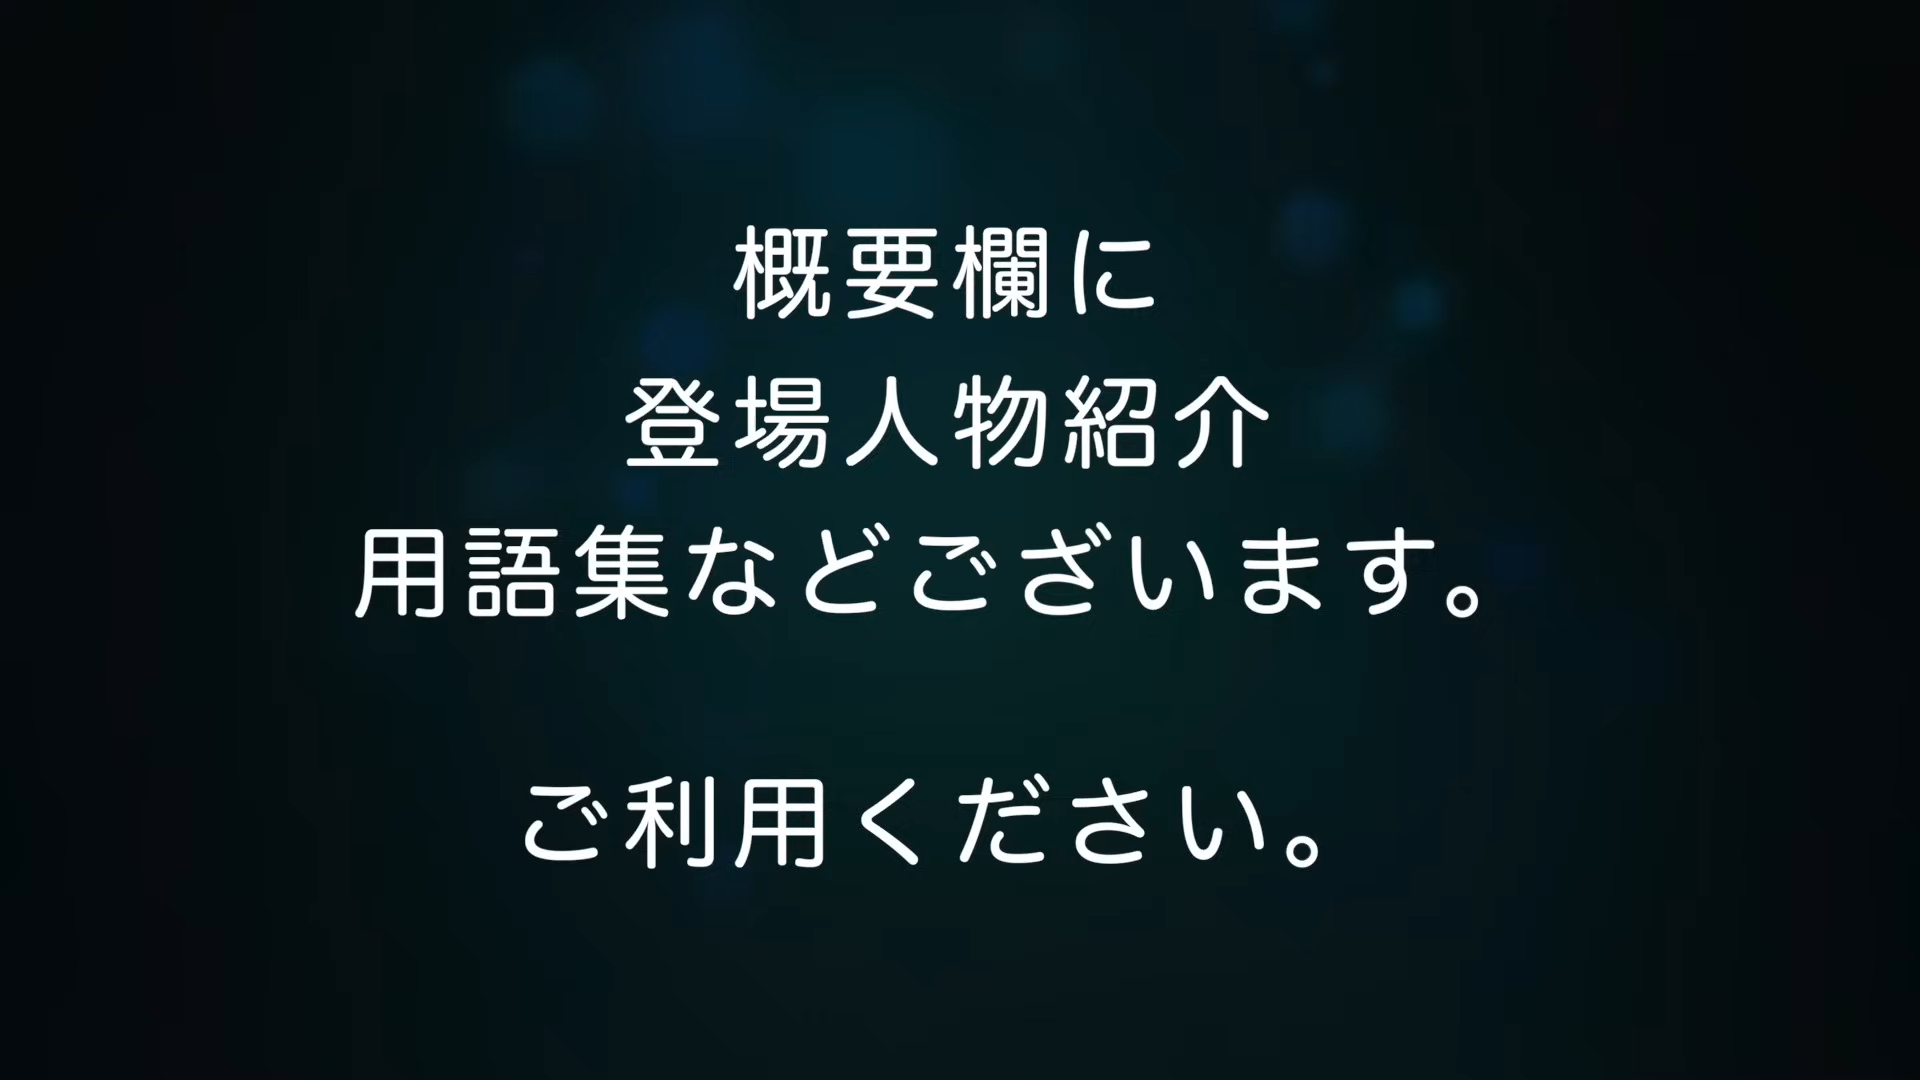 概要欄に
登場人物紹介
用語集などございます。
ご利用ください。